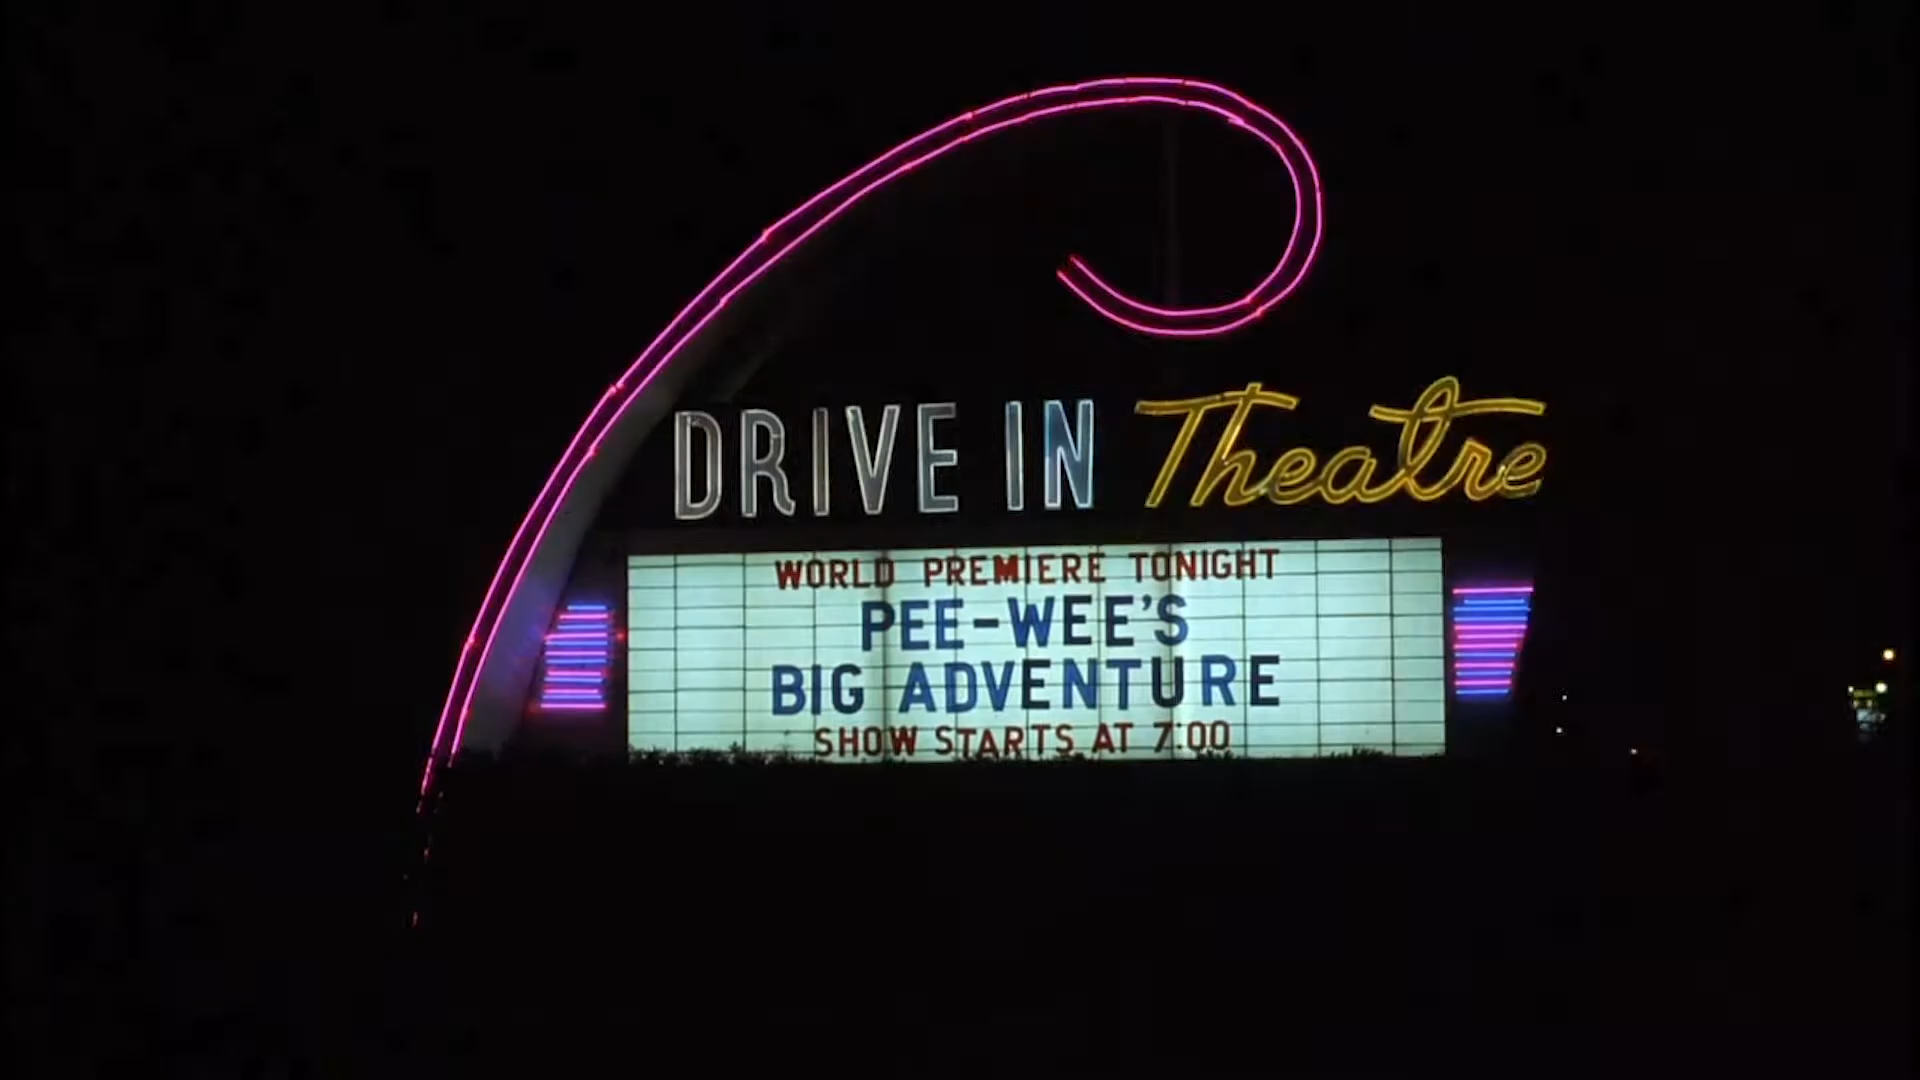 DRIVE IN Theatre
WORLD PREMIERE TONIGHT
PEE-WEE'S
BIG ADVENTURE
SHOW STARTS AT 7:00